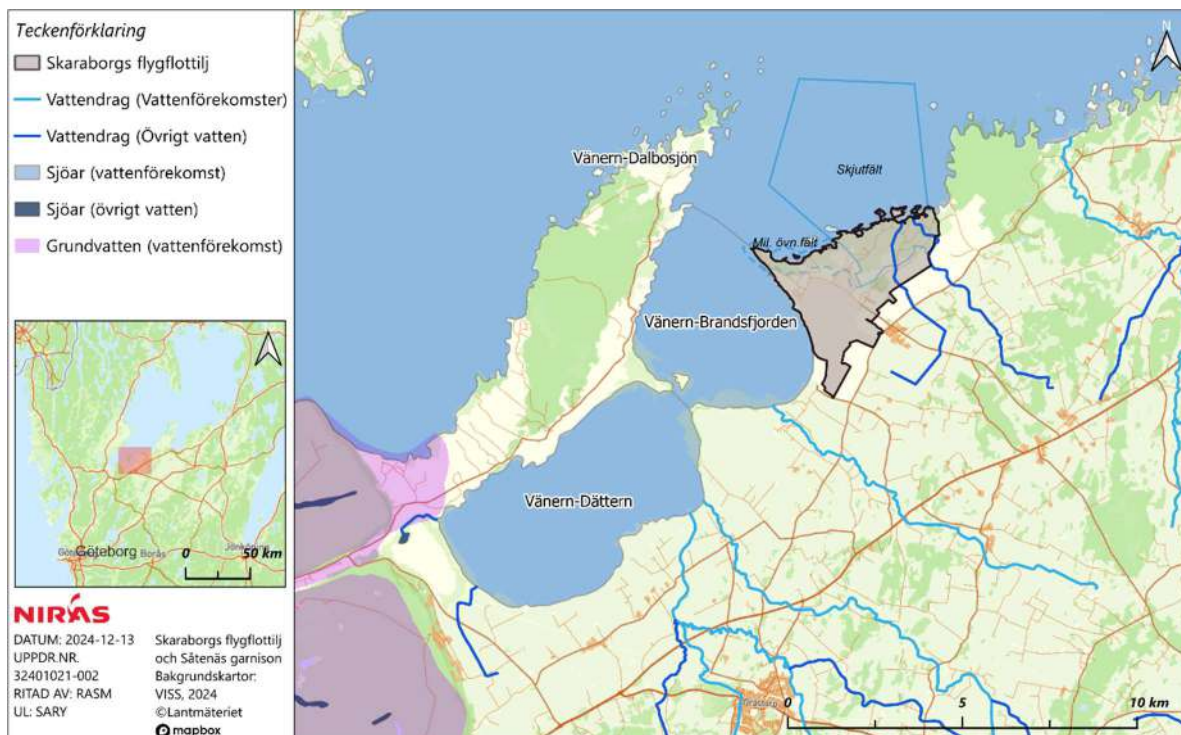 Teckenförklaring
Skaraborgs flygflottilj
Vattendrag (Vattenförekomster)
Vattendrag (Övrigt vatten)
Sjöar (vattenförekomst)
Sjöar (övrigt vatten)
Grundvatten (vattenförekomst)
Göteborg
Borås
Jönköping
0
50 km
NIRAS
DATUM: 2024-12-13
UPPDR.NR.
32401021-002
RITAD AV: RASM
UL: SARY
Skaraborgs flygflottilj
och Såtenäs garnison
Bakgrundskartor:
VISS, 2024
©Lantmäteriet
mapbox
N
Vänern-Dalbosjön
Skjutfält
Mil. övn.fält
Vänern-Brandsfjorden
Vänern-Dättern
Grästorp
0
5
10 km